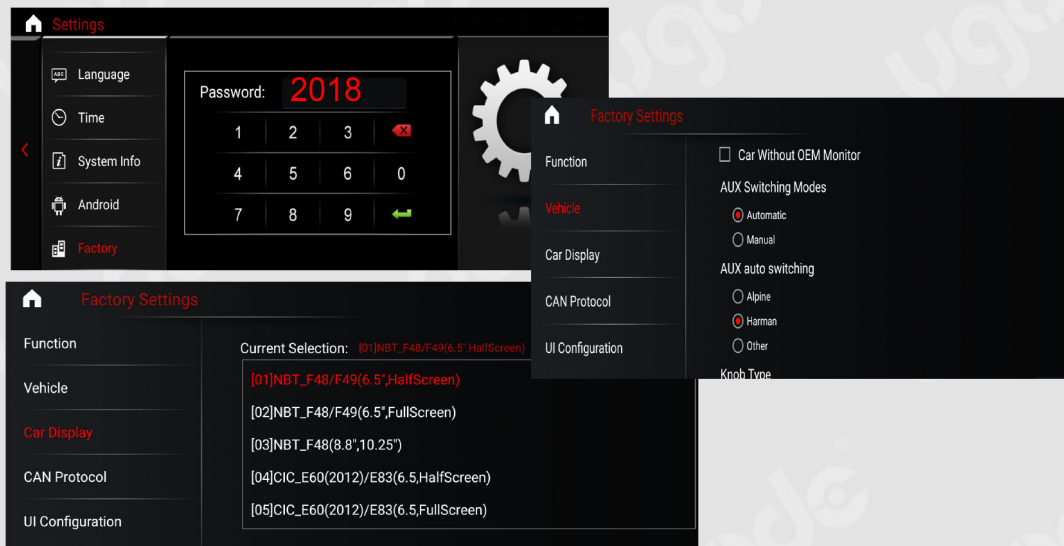 Settings
ABC Language
Time
i System Info
Android
Factory
Password: 2018
1 2 3
4 5 6 0
7 8 9
Factory Settings
Function
Vehicle
Car Display
CAN Protocol
UI Configuration
Car Without OEM Monitor
AUX Switching Modes
Automatic
Manual
AUX auto switching
Alpine
Harman
Other
Knob Type
Factory Settings
Function
Vehicle
Car Display
CAN Protocol
UI Configuration
Current Selection: [01]NBT_F48/F49(6.5",HalfScreen)
[01]NBT_F48/F49(6.5",HalfScreen)
[02]NBT_F48/F49(6.5",FullScreen)
[03]NBT_F48(8.8",10.25")
[04]CIC_E60(2012)/E83(6.5,HalfScreen)
[05]CIC_E60(2012)/E83(6.5,FullScreen)